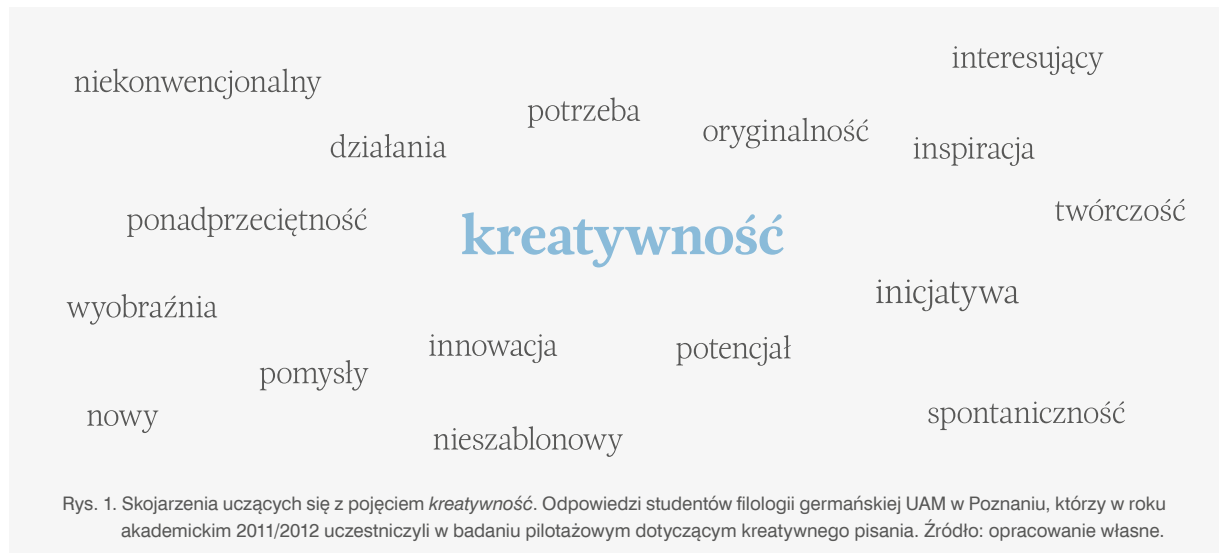 interesujący
niekonwencjonalny
potrzeba
oryginalność
działania
inspiracja
twórczość
ponadprzeciętność
kreatywność
inicjatywa
wyobraźnia
innowacja
potencjał
pomysły
nowy
spontaniczność
nieszablonowy
Rys. 1. Skojarzenia uczących się z pojęciem kreatywność. Odpowiedzi studentów filologii germańskiej UAM w Poznaniu, którzy w roku
akademickim 2011/2012 uczestniczyli w badaniu pilotażowym dotyczącym kreatywnego pisania. Źródło: opracowanie własne.